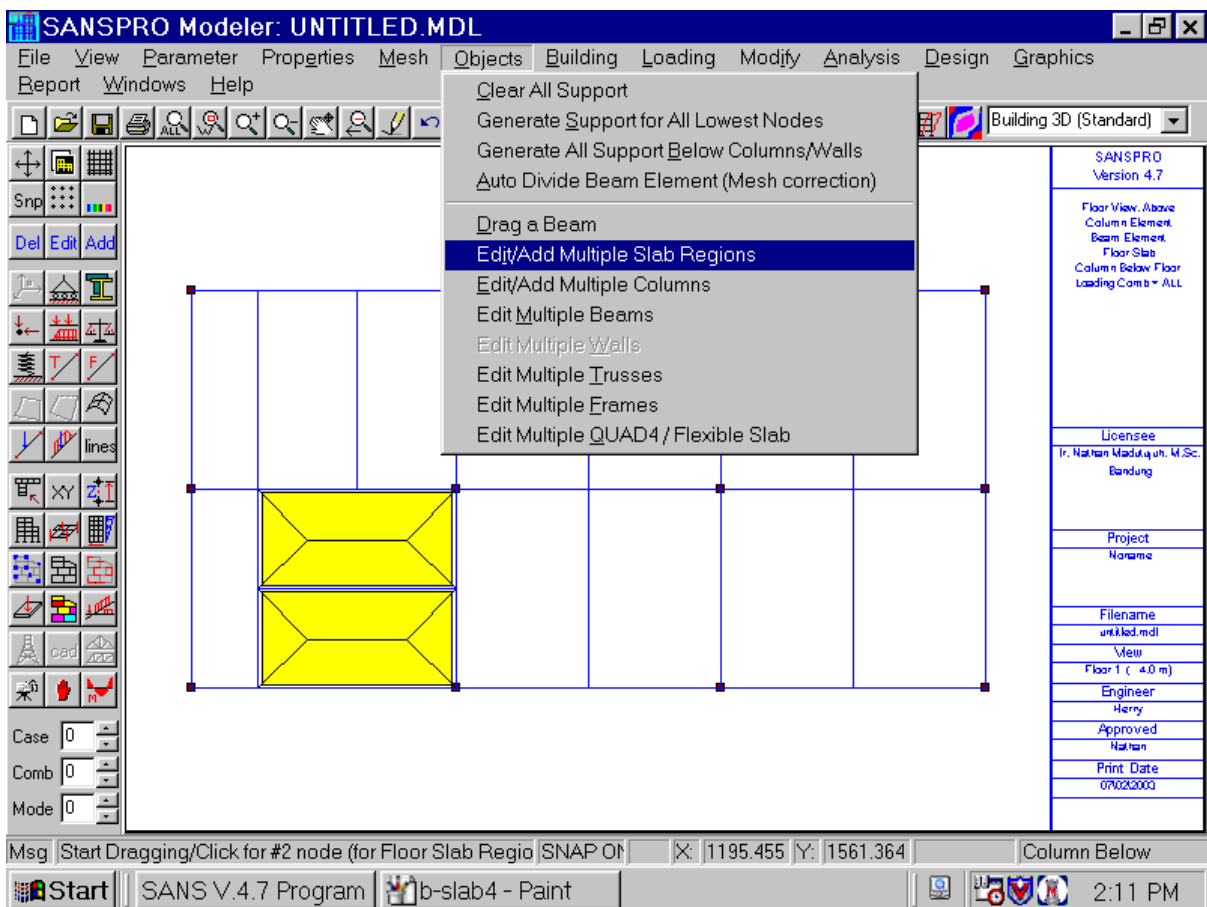 SANSPRO Modeler: UNTITLED.MDL
File View Parameter Properties Mesh Objects Building Loading Modify Analysis Design Graphics
Report Windows Help
Clear All Support
Generate Support for All Lowest Nodes
Generate All Support Below Columns/Walls
Auto Divide Beam Element (Mesh correction)
Drag a Beam
Edit/Add Multiple Slab Regions
Edit/Add Multiple Columns
Edit Multiple Beams
Edit Multiple Walls
Edit Multiple Trusses
Edit Multiple Frames
Edit Multiple QUAD4 / Flexible Slab
ALL
Building 3D (Standard)
Snp
Del Edit Add
T F
lines
XY Z
cad
M
Case 0
Comb 0
Mode 0
SANSPRO
Version 4.7
Floor View. Above
Column Element
Beam Element
Floor Slab
Column Below Floor
Loading Comb = ALL
Licensee
Ir. Nathan Madutujuh, M.Sc.
Bandung
Project
Noname
Filename
untitled.mdl
View
Floor 1 ( 4.0 m)
Engineer
Herry
Approved
Nathan
Print Date
Msg Start Dragging/Click for #2 node (for Floor Slab Regio SNAP ON X: 1195.455 Y: 1561.364 Column Below
Start SANS V.4.7 Program b-slab4 - Paint 2:11 PM